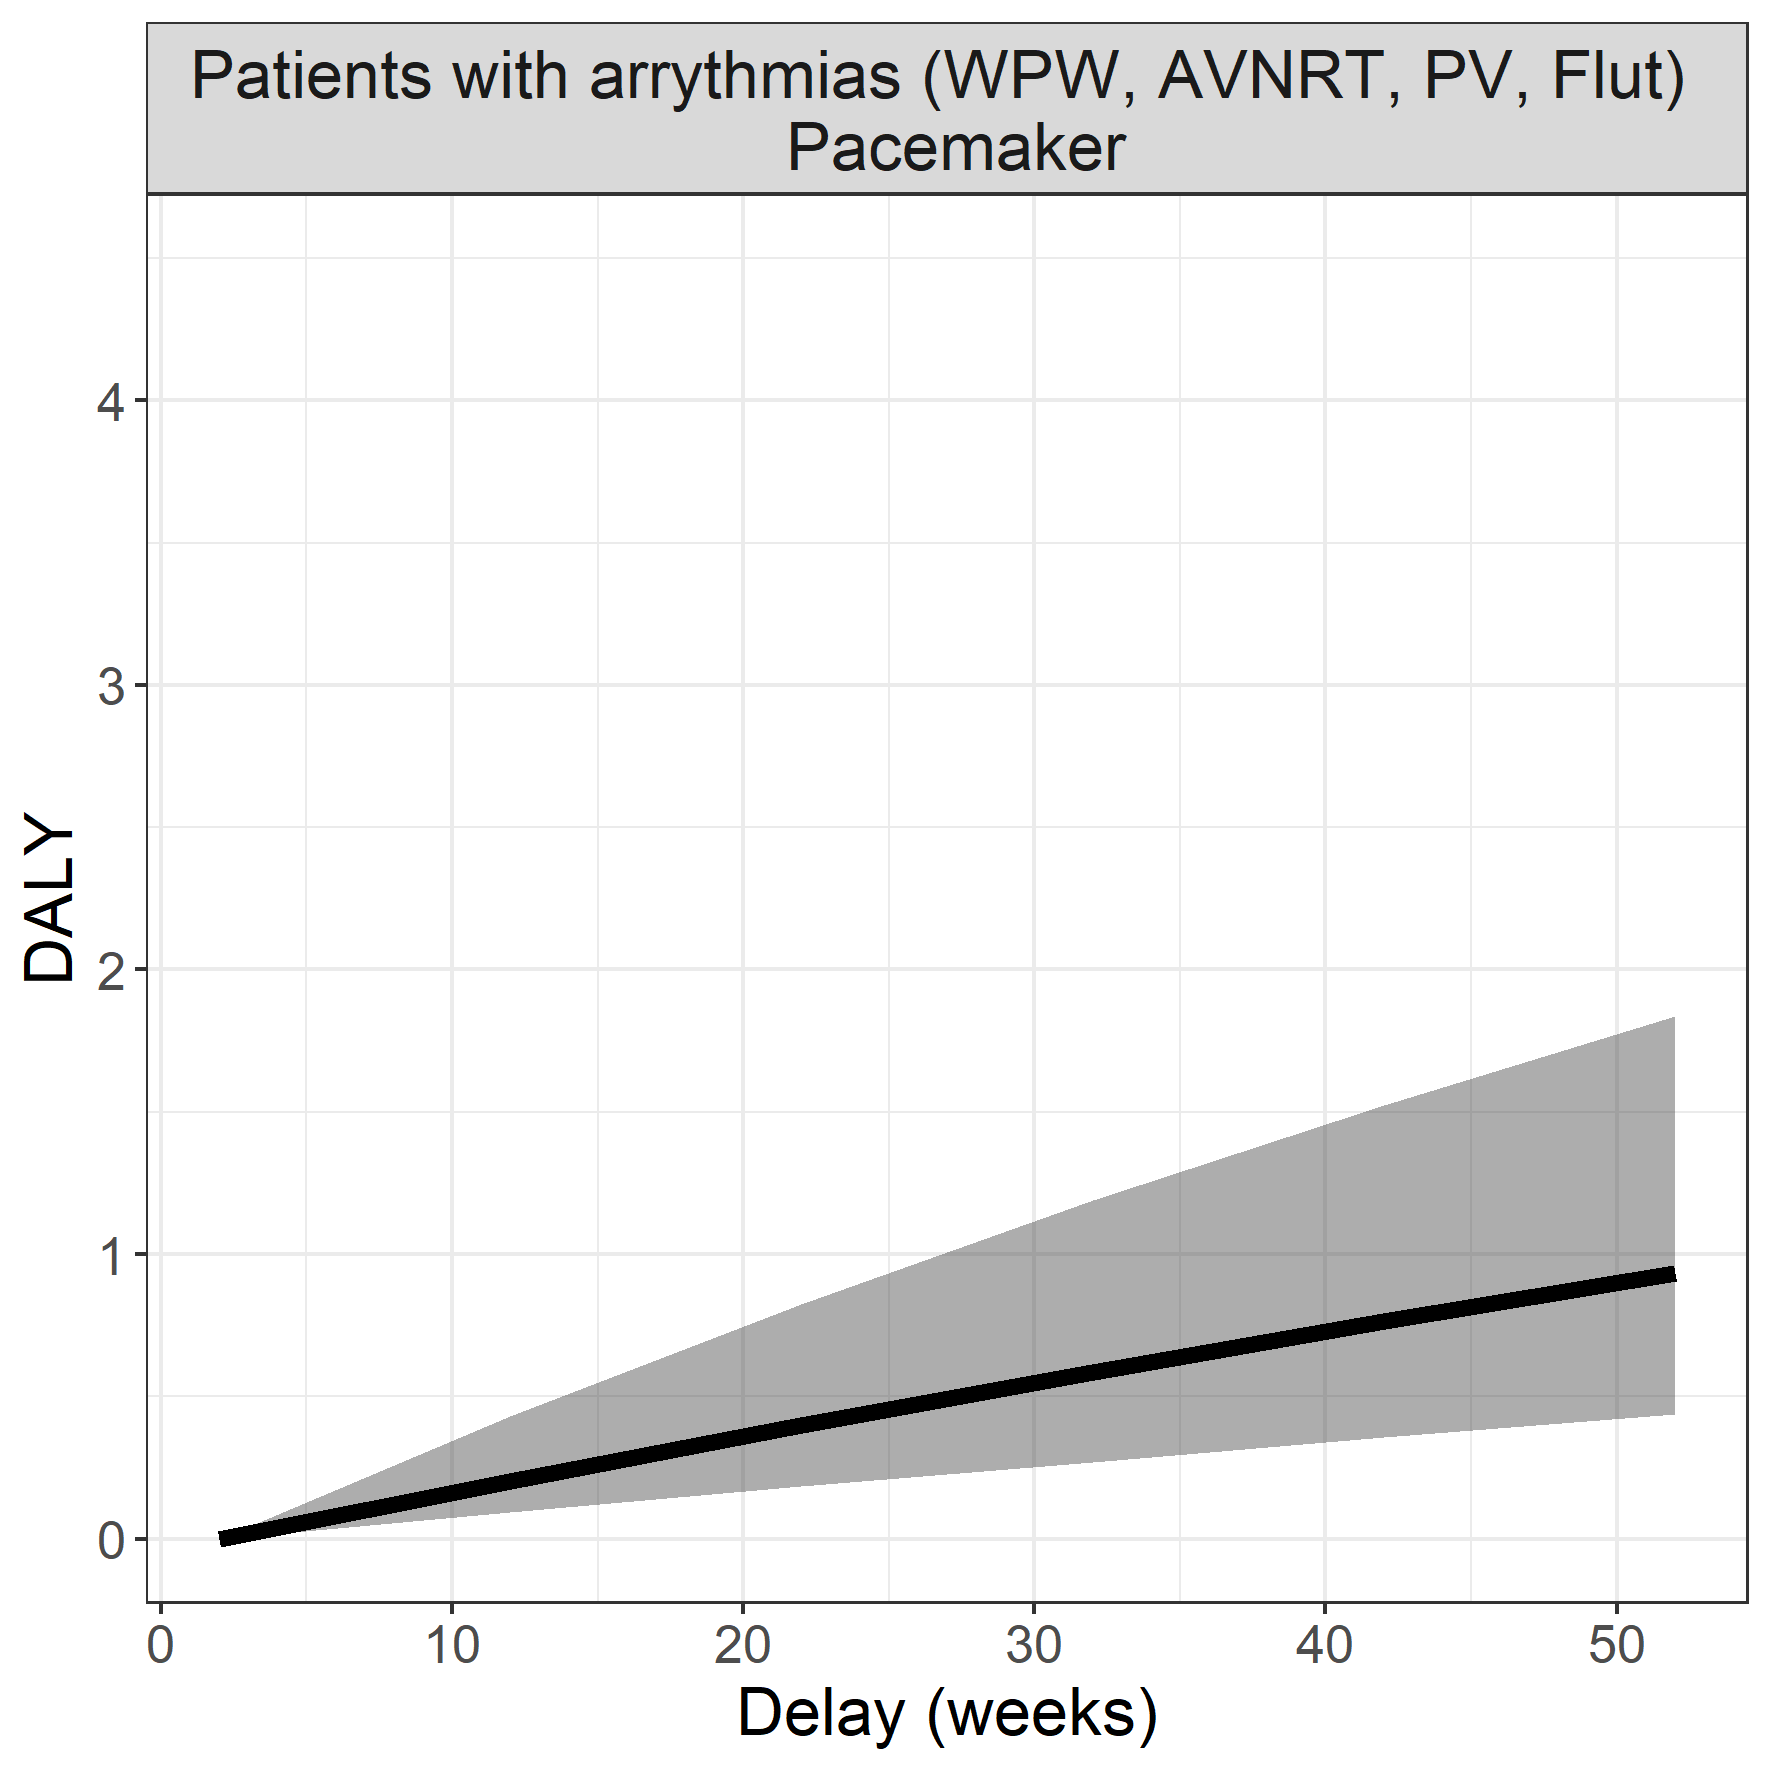 Patients with arrythmias (WPW, AVNRT, PV, Flut)
Pacemaker
4
3
2
1
0
DALY
0 10 20 30 40 50
Delay (weeks)